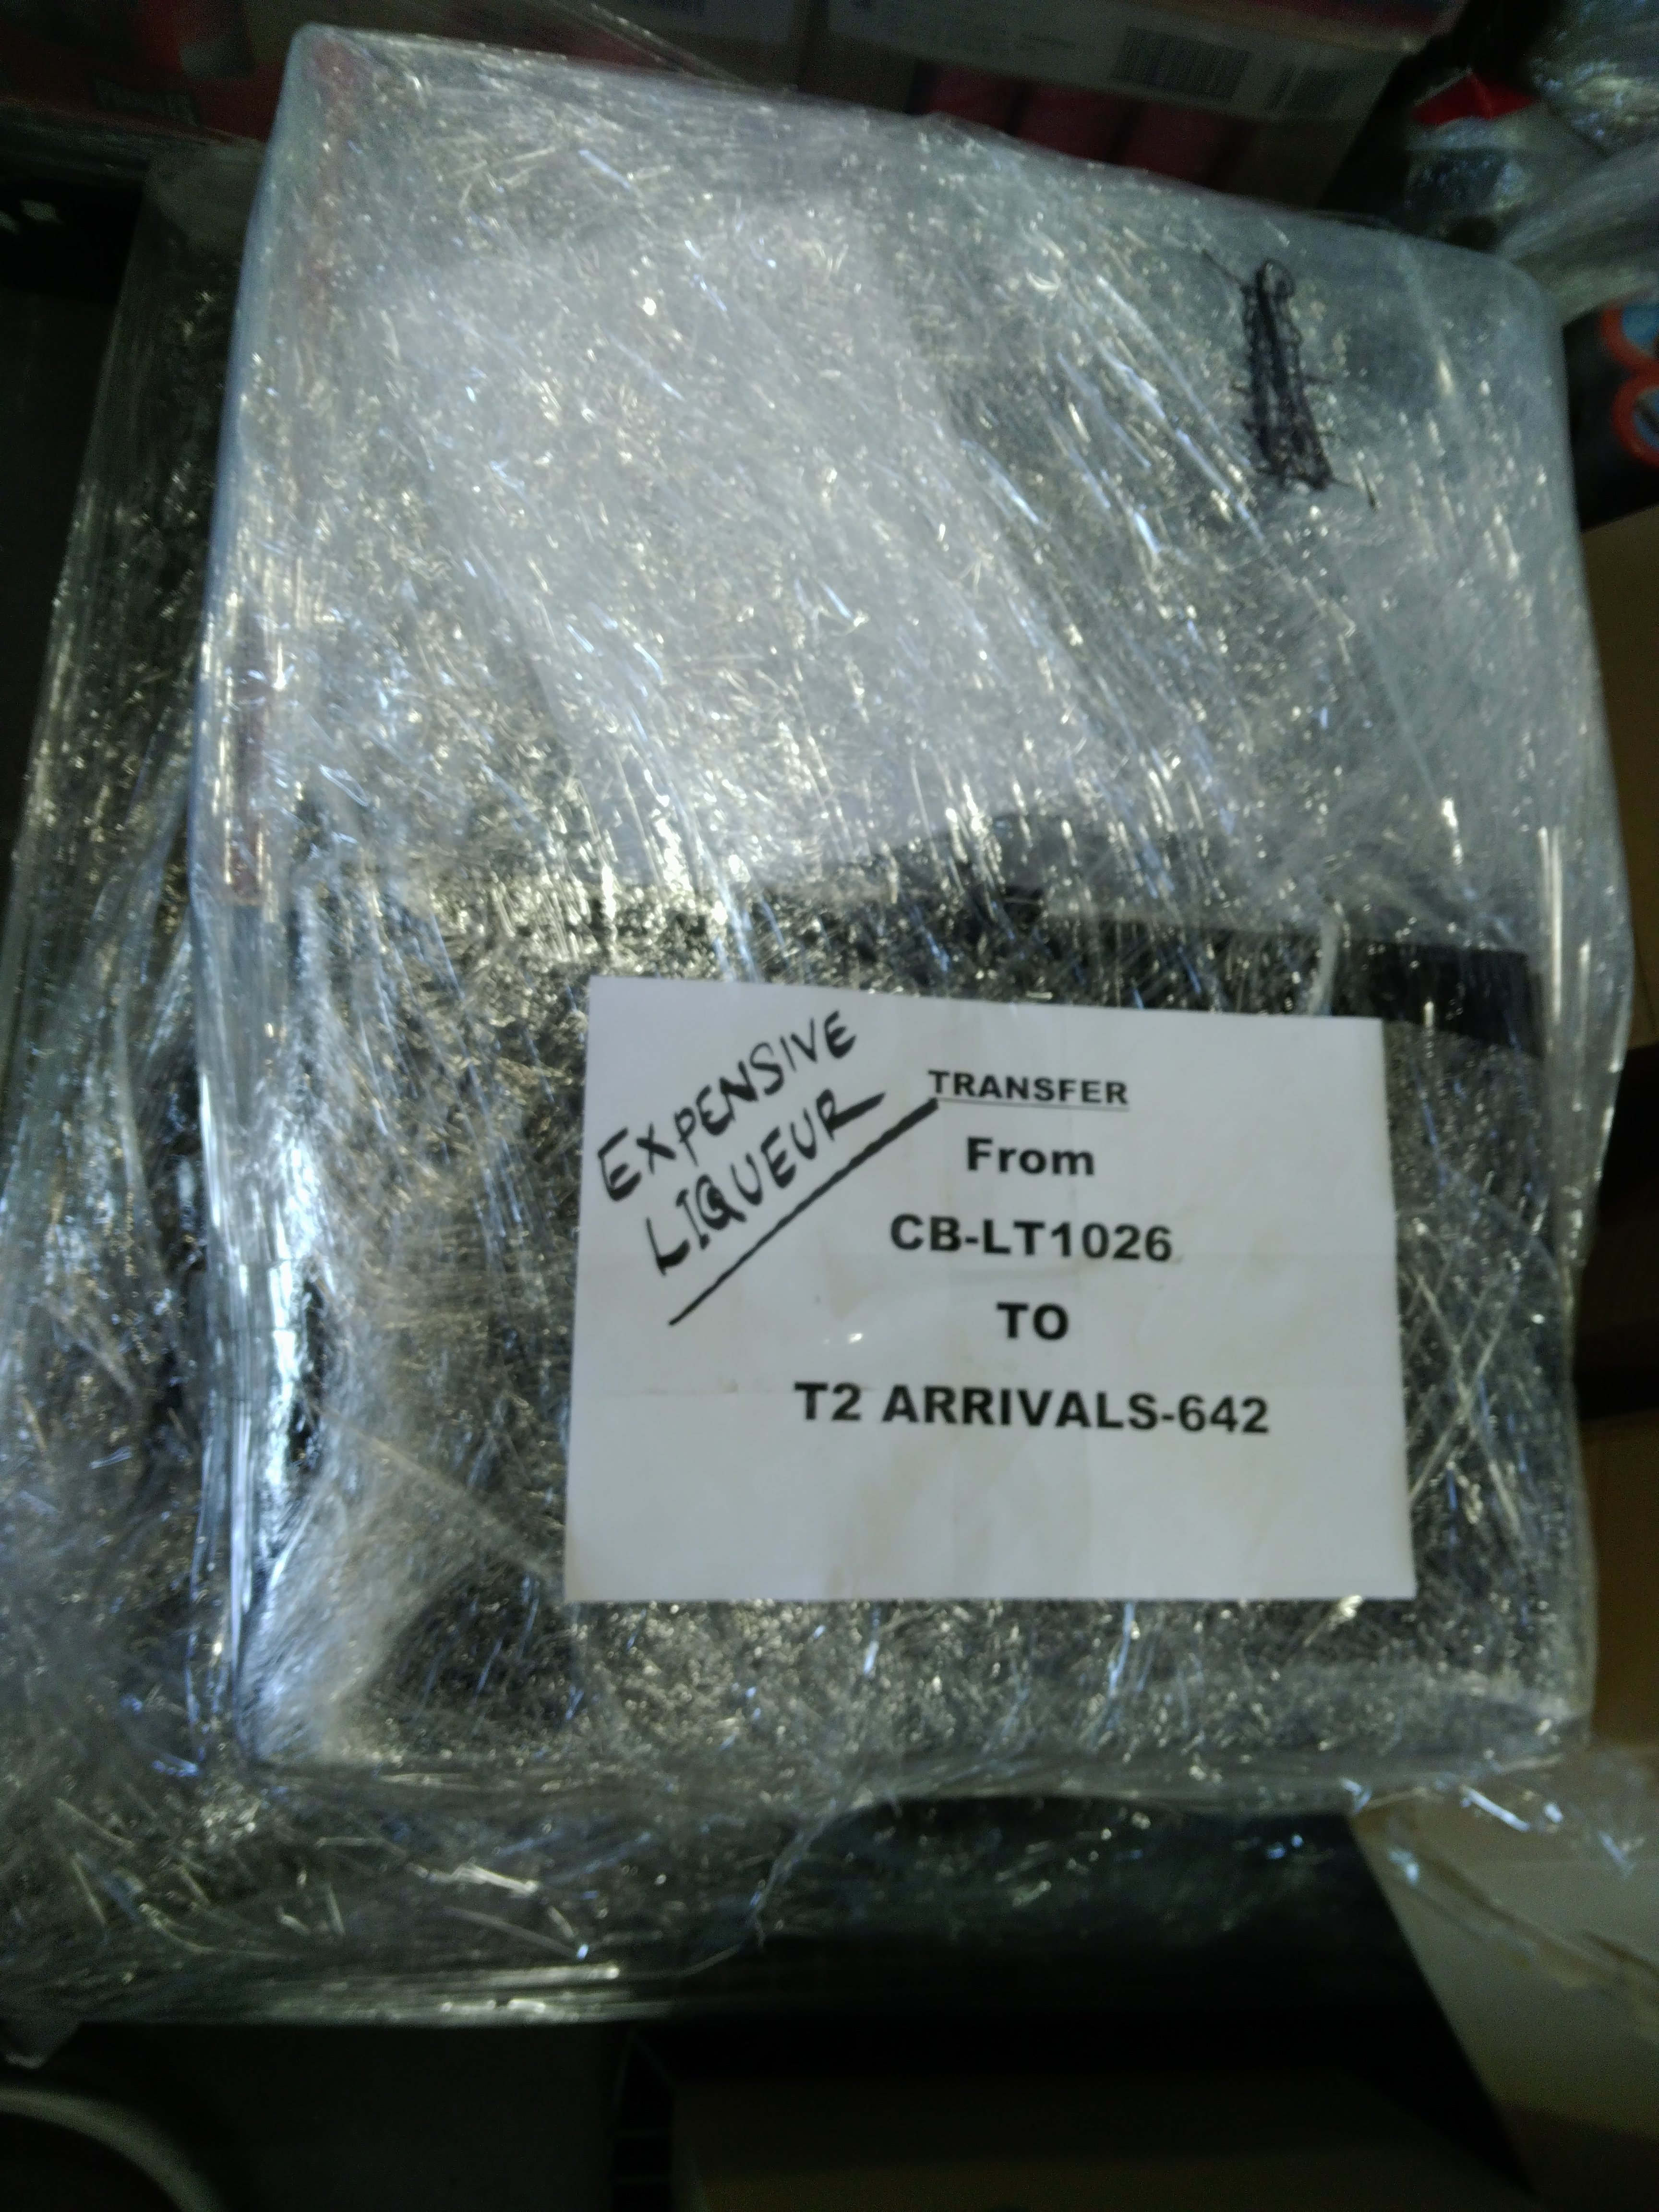 EXPENSIVE
LIQUEUR
TRANSFER
From
CB-LT1026
TO
T2 ARRIVALS-642